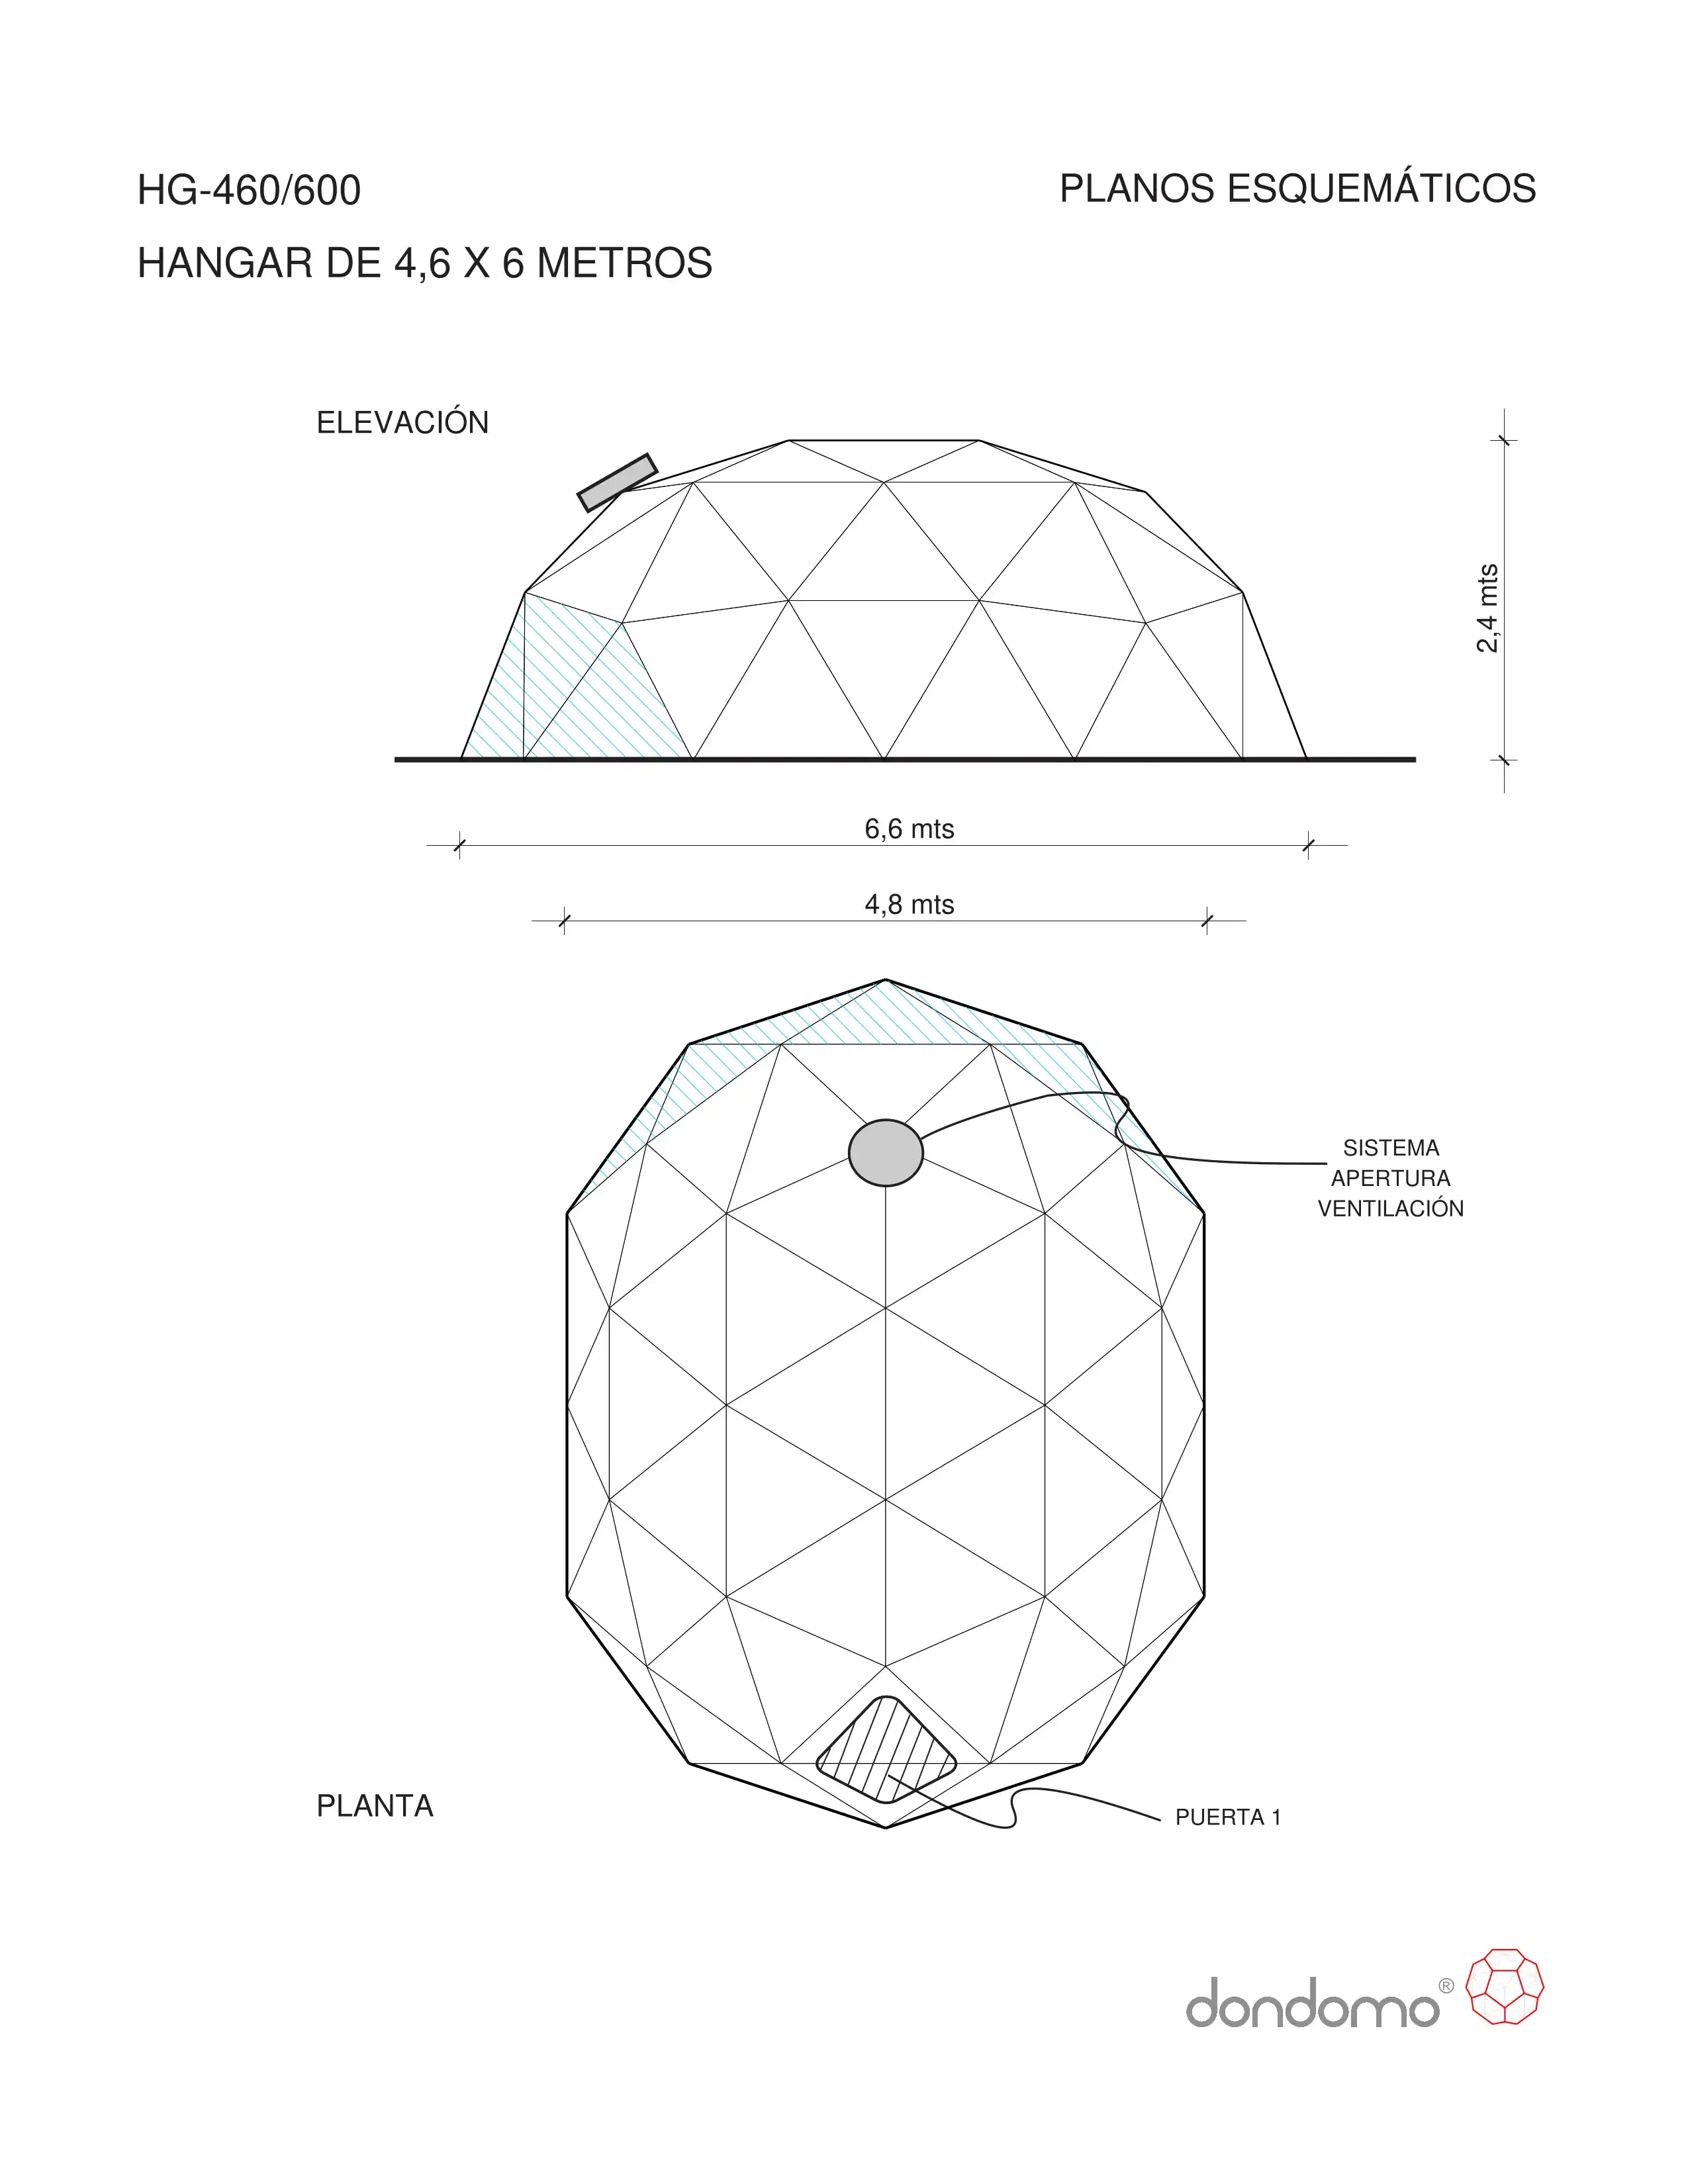 HG-460/600
PLANOS ESQUEMÁTICOS
HANGAR DE 4,6 X 6 METROS
ELEVACIÓN
2,4 mts
6,6 mts
4,8 mts
SISTEMA
APERTURA
VENTILACIÓN
PLANTA
PUERTA 1
dondomo®